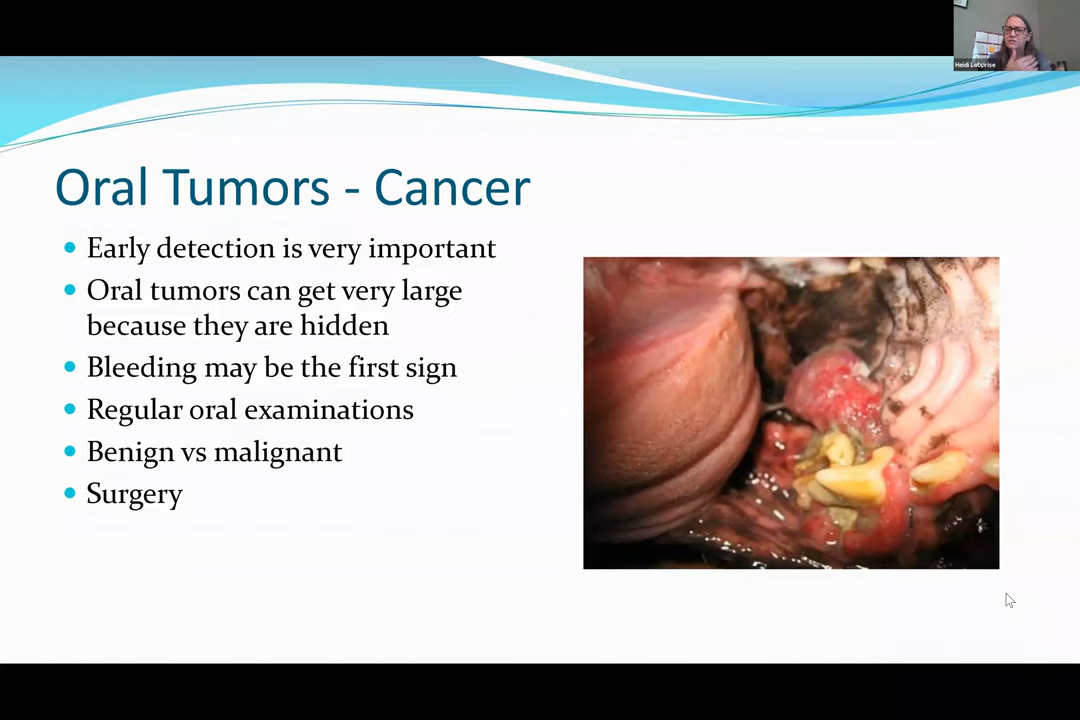 Heidi Lobprise
Oral Tumors - Cancer
Early detection is very important
Oral tumors can get very large
because they are hidden
Bleeding may be the first sign
Regular oral examinations
Benign vs malignant
Surgery